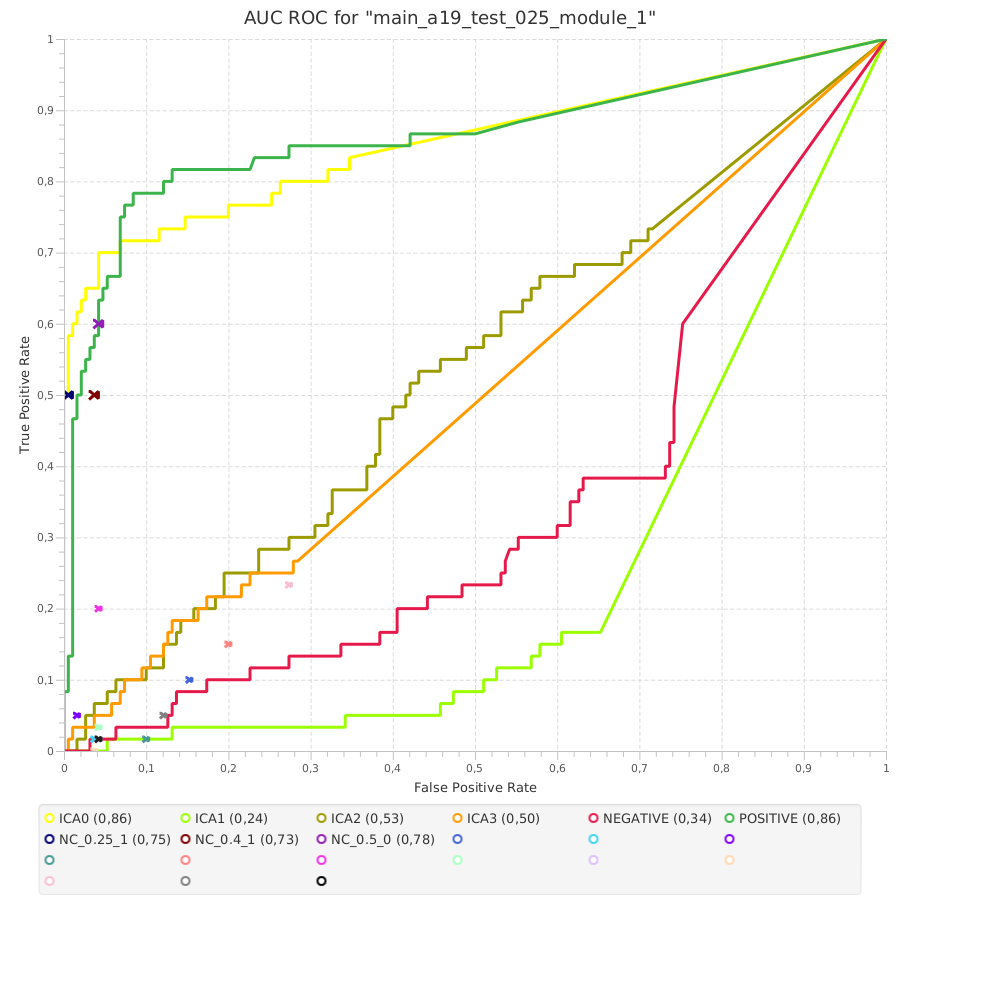 AUC ROC for "main_a19_test_025_module_1"
1
0,9
0,8
0,7
0,6
0,5
0,4
0,3
0,2
0,1
0
True Positive Rate
0 0,1 0,2 0,3 0,4 0,5 0,6 0,7 0,8 0,9 1
False Positive Rate
ICA0 (0,86) ICA1 (0,24) ICA2 (0,53) ICA3 (0,50) NEGATIVE (0,34) POSITIVE (0,86)
NC_0.25_1 (0,75) NC_0.4_1 (0,73) NC_0.5_0 (0,78)